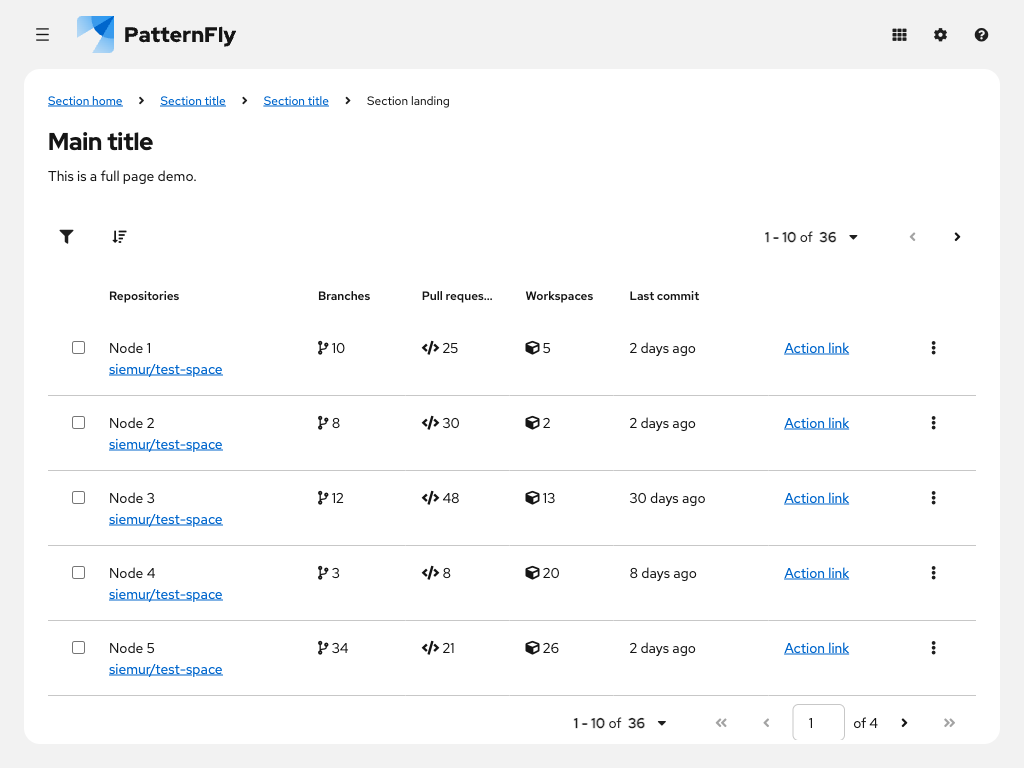 PatternFly
Section home Section title Section title Section landing
Main title
This is a full page demo.
1 - 10 of 36
Repositories Branches Pull reques... Workspaces Last commit
Node 1 10 25 5 2 days ago Action link
siemur/test-space
Node 2 8 30 2 2 days ago Action link
siemur/test-space
Node 3 12 48 13 30 days ago Action link
siemur/test-space
Node 4 3 8 20 8 days ago Action link
siemur/test-space
Node 5 34 21 26 2 days ago Action link
siemur/test-space
1 - 10 of 36 1 of 4